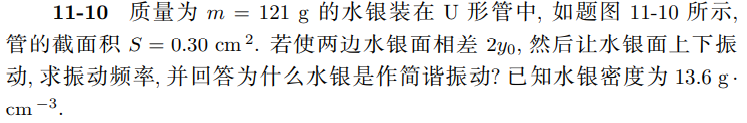 11-10 质量为 m = 121 g 的水银装在 U 形管中, 如题图 11-10 所示,
管的截面积 S = 0.30 cm². 若使两边水银面相差 2y₀, 然后让水银面上下振
动, 求振动频率, 并回答为什么水银是作简谐振动? 已知水银密度为 13.6 g·
cm⁻³.